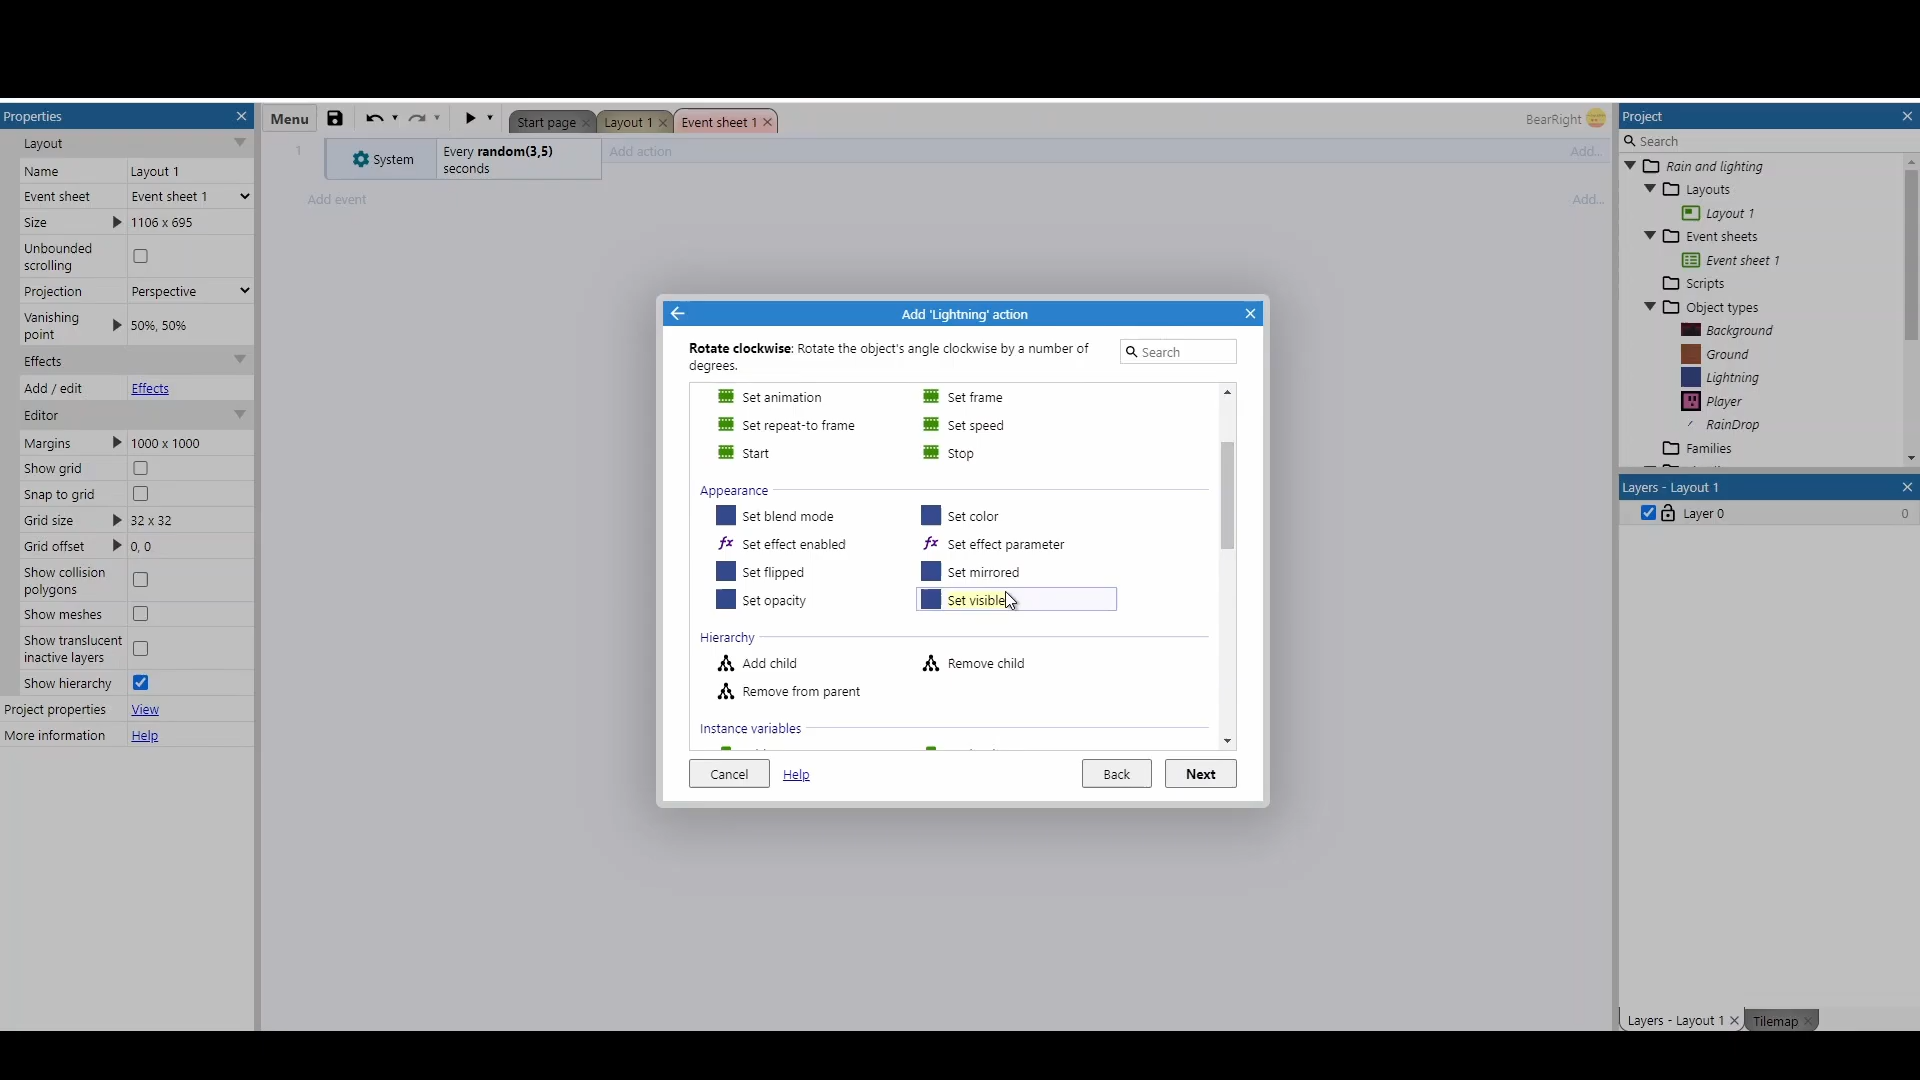 Properties
Layout
Name Layout 1
Event sheet Event sheet 1
Size 1106 x 695
Unbounded
scrolling
Projection Perspective
Vanishing
point 50%, 50%
Effects
Add / edit Effects
Editor
Margins 1000 x 1000
Show grid
Snap to grid
Grid size 32 x 32
Grid offset 0, 0
Show collision
polygons
Show meshes
Show translucent
inactive layers
Show hierarchy
Project properties View
More information Help
Menu
Start page
Layout 1
Event sheet 1
BearRight
1
System
Every random(3,5)
seconds
Add action
Add...
Add event
Add...
Add 'Lightning' action
Rotate clockwise: Rotate the object's angle clockwise by a number of
degrees.
Search
Set animation Set frame
Set repeat-to frame Set speed
Start Stop
Appearance
Set blend mode Set color
Set effect enabled Set effect parameter
Set flipped Set mirrored
Set opacity Set visible
Hierarchy
Add child Remove child
Remove from parent
Instance variables
Cancel Help Back Next
Project
Search
Rain and lighting
Layouts
Layout 1
Event sheets
Event sheet 1
Scripts
Object types
Background
Ground
Lightning
Player
RainDrop
Families
Layers - Layout 1
Layer 0 0
Layers - Layout 1
Tilemap